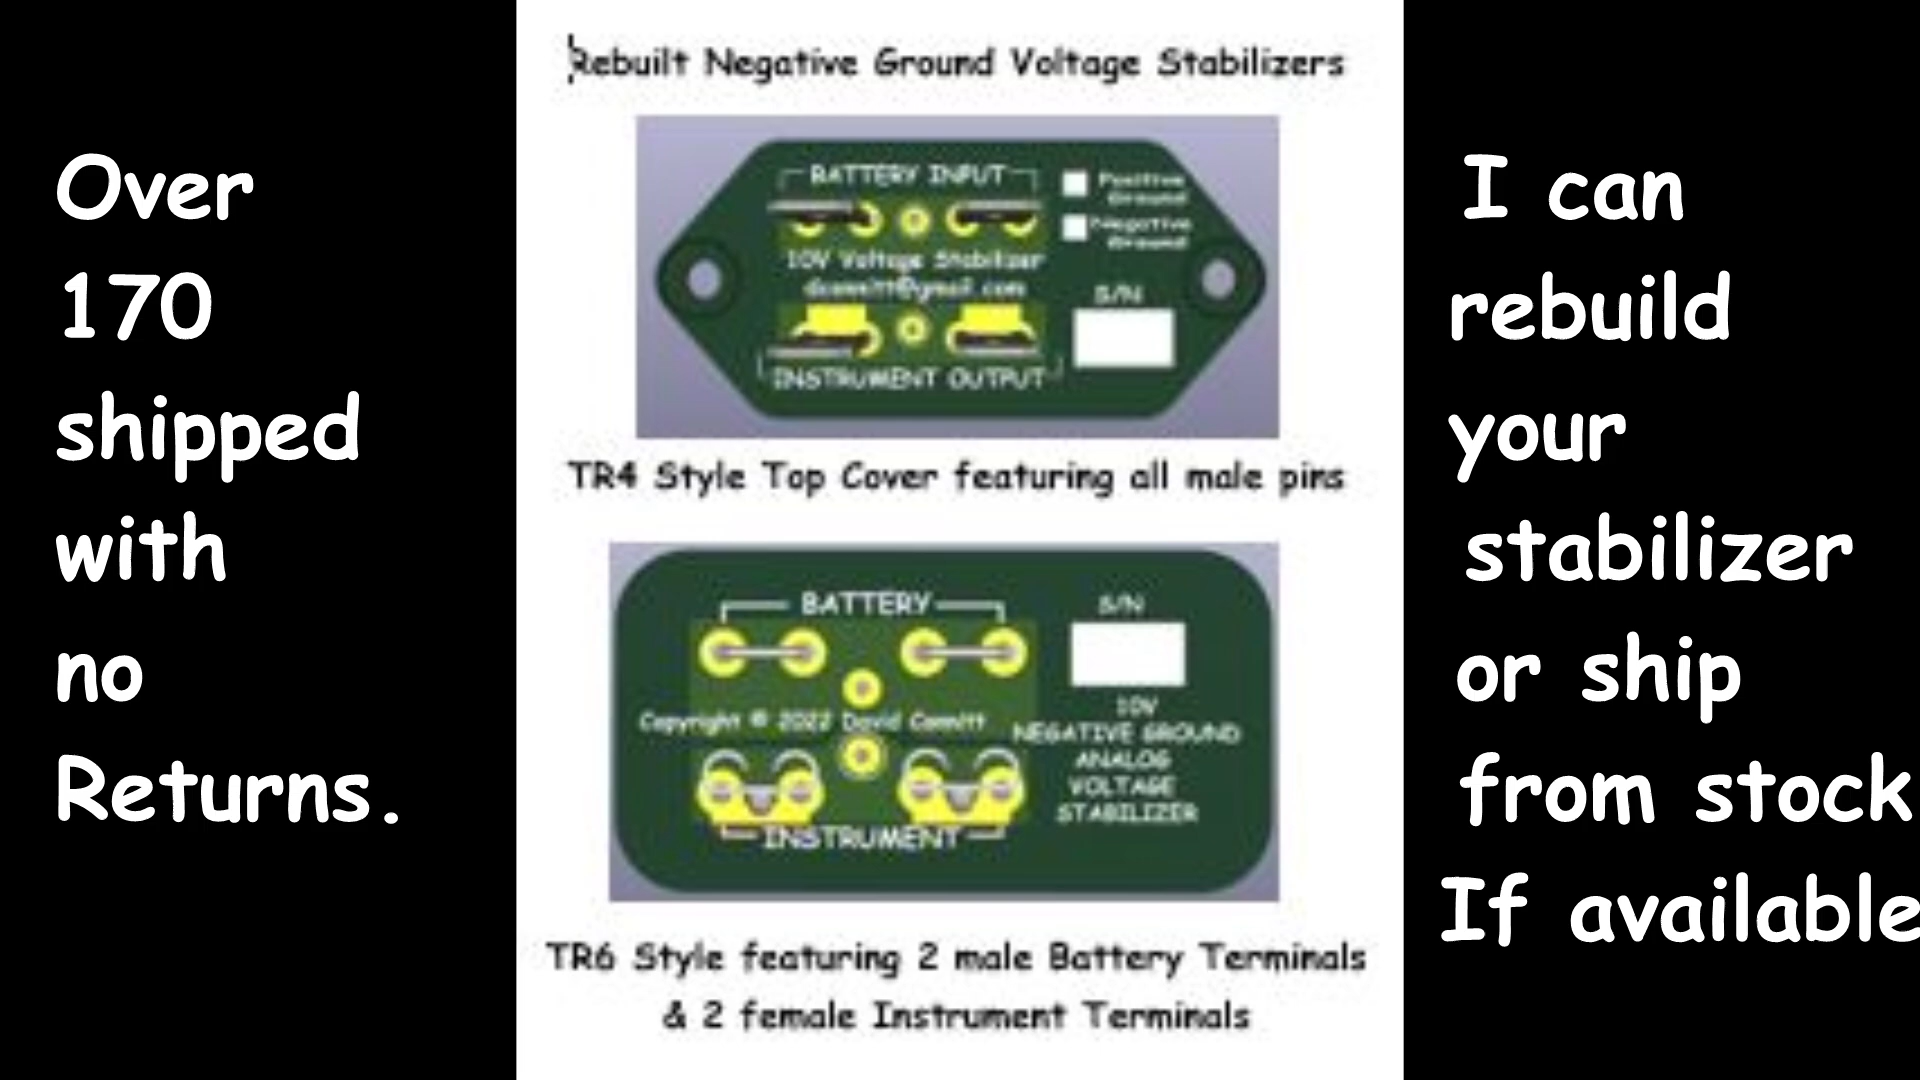 Over
170
shipped
with
no
Returns.
Rebuilt Negative Ground Voltage Stabilizers
BATTERY INPUT
Positive
Ground
Negative
Ground
10V Voltage Stabilizer
S/N
INSTRUMENT OUTPUT
TR4 Style Top Cover featuring all male pins
BATTERY
S/N
Copyright © 2022 David
10V
NEGATIVE GROUND
ANALOG
VOLTAGE
STABILIZER
INSTRUMENT
TR6 Style featuring 2 male Battery Terminals
& 2 female Instrument Terminals
I can
rebuild
your
stabilizer
or ship
from stock
If available